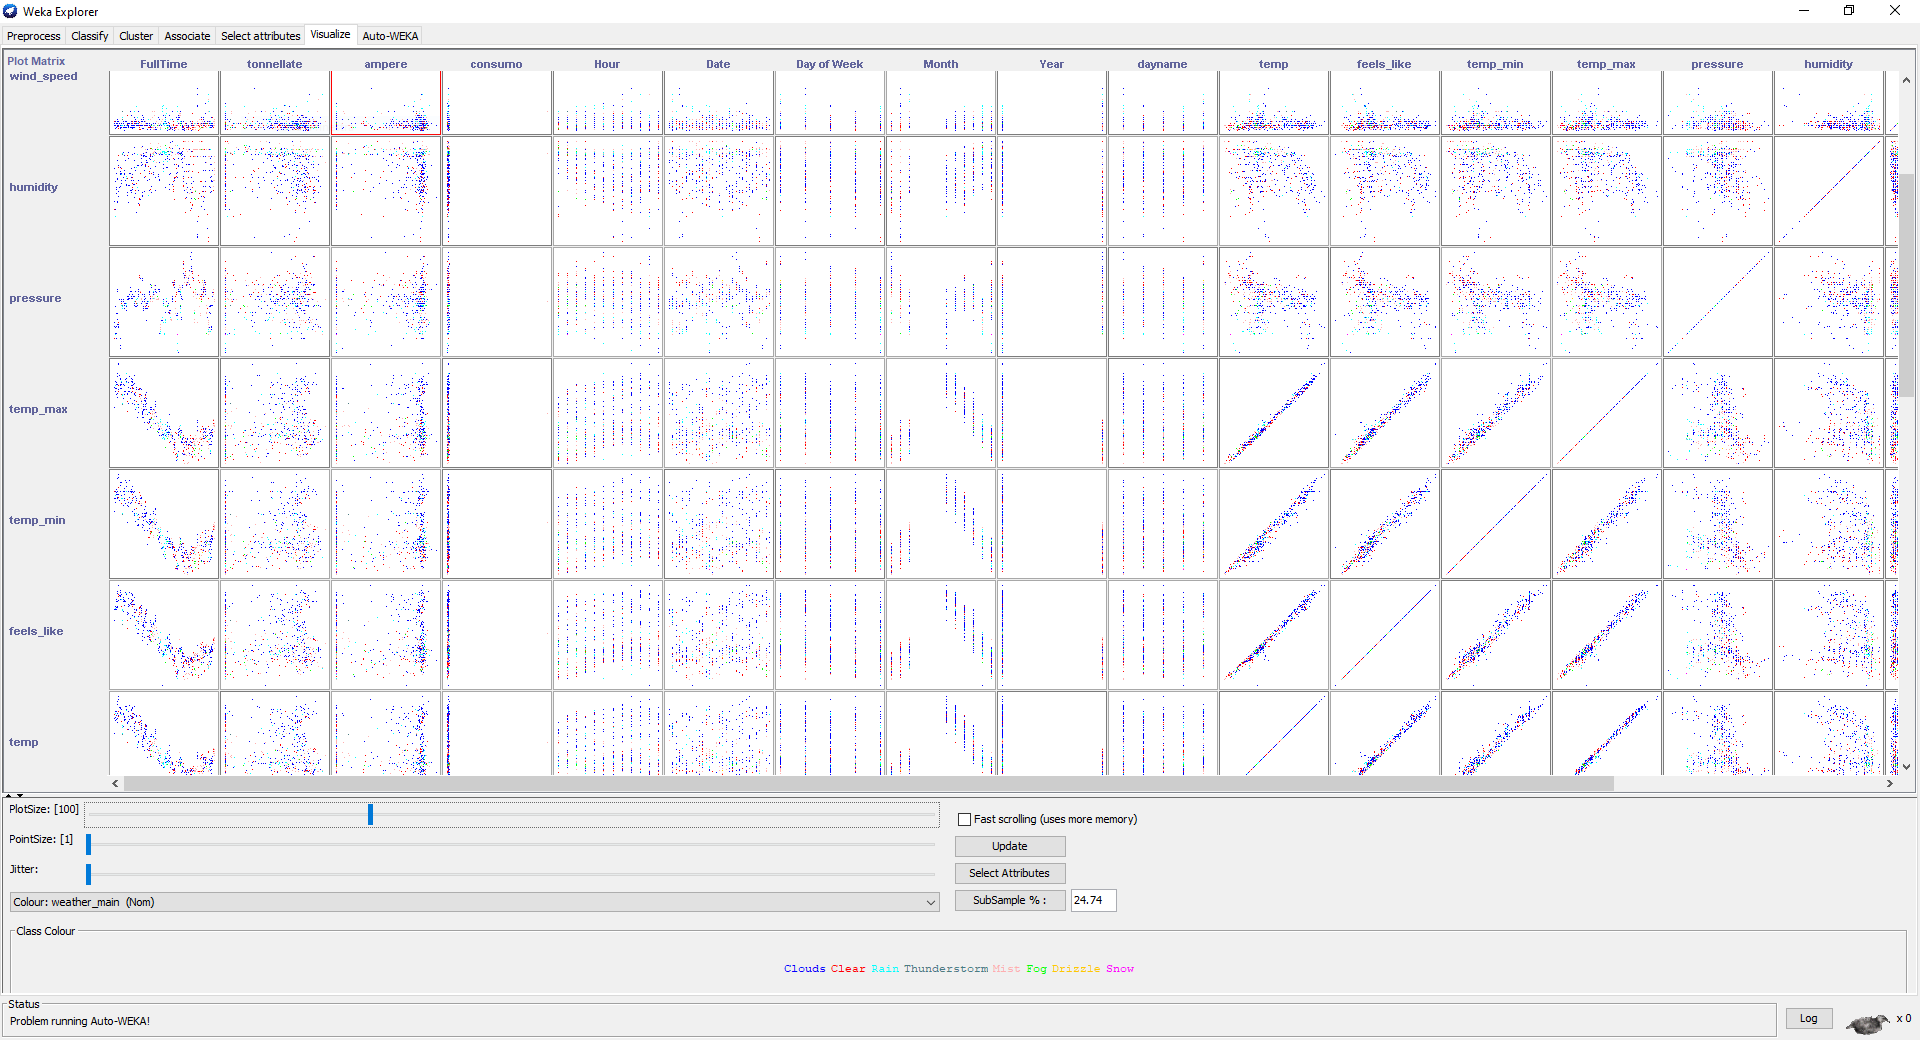 Weka Explorer
Preprocess Classify Cluster Associate Select attributes Visualize Auto-WEKA
Plot Matrix FullTime tonnellate ampere consumo Hour Date Day of Week Month Year dayname temp feels_like temp_min temp_max pressure humidity
wind_speed
humidity
pressure
temp_max
temp_min
feels_like
temp
PlotSize: [100]
Fast scrolling (uses more memory)
PointSize: [1]
Update
Jitter:
Select Attributes
Colour: weather_main (Nom)
SubSample % : 24.74
Class Colour
Clouds Clear Rain Thunderstorm Mist Fog Drizzle Snow
Status
Problem running Auto-WEKA!
Log
x 0